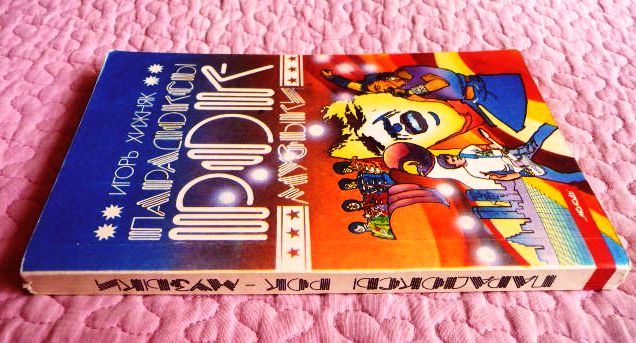 ИГОРЬ ХИЖНЯК
ПАРАДОКСЫ
РОК-
МУЗЫКИ
ПАРАДОКСЫ РОК - МУЗЫКИ